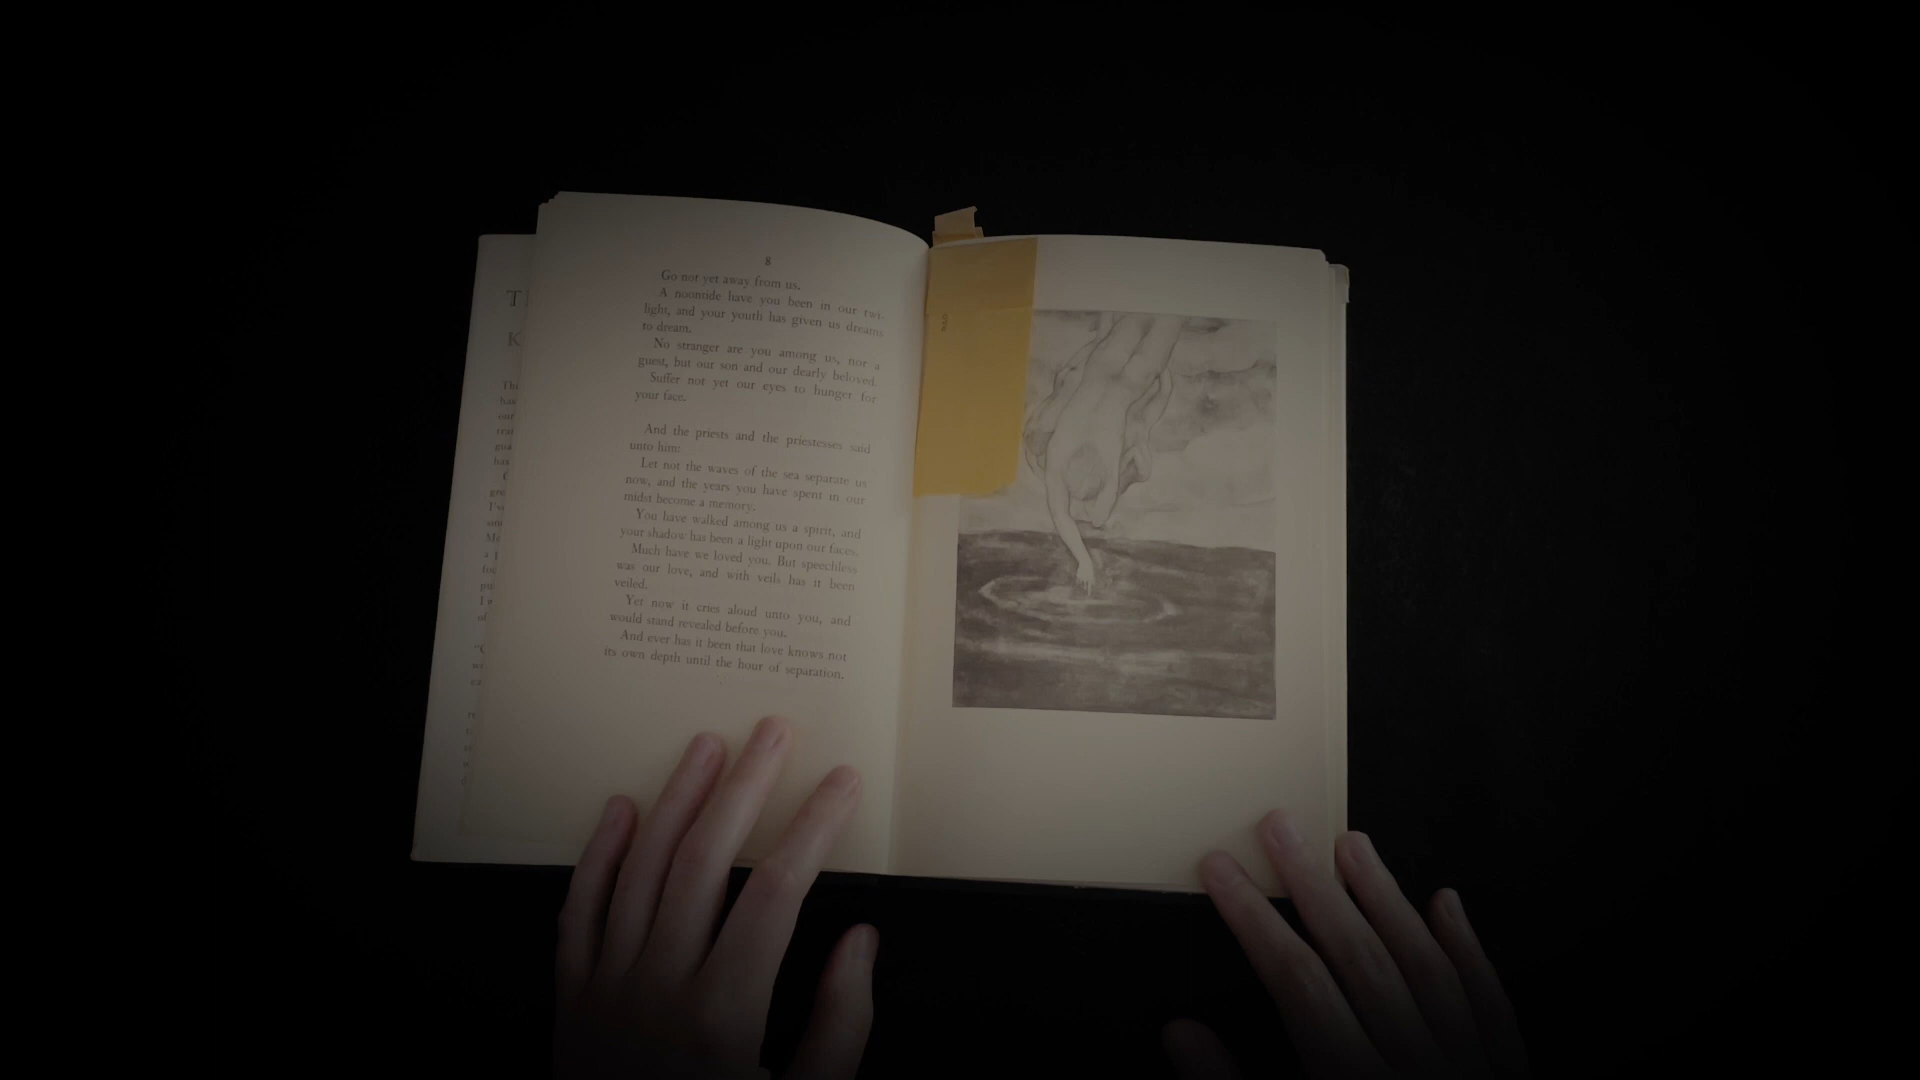 8
Go not yet away from us.
A noontide have you been in our twi-
light, and your youth has given us dreams
to dream.
No stranger are you among us, nor a
guest, but our son and our dearly beloved.
Suffer not yet our eyes to hunger for
your face.
And the priests and the priestesses said
unto him:
Let not the waves of the sea separate us
now, and the years you have spent in our
midst become a memory.
You have walked among us a spirit, and
your shadow has been a light upon our faces.
Much have we loved you. But speechless
was our love, and with veils has it been
veiled.
Yet now it cries aloud unto you, and
would stand revealed before you.
And ever has it been that love knows not
its own depth until the hour of separation.